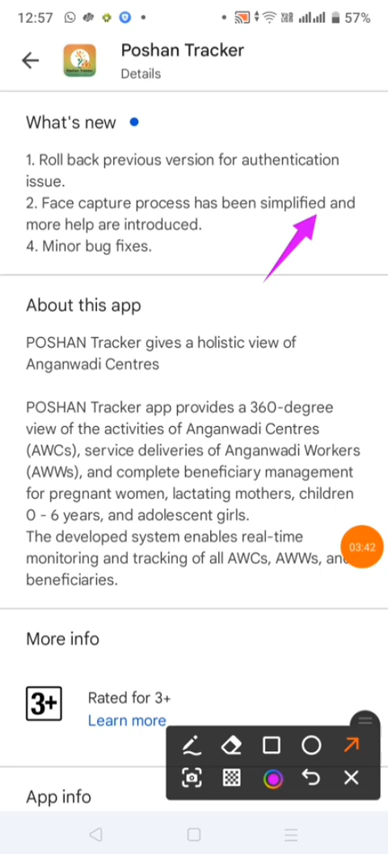 12:57
57%
Poshan Tracker
Details
What's new
1. Roll back previous version for authentication
issue.
2. Face capture process has been simplified and
more help are introduced.
4. Minor bug fixes.
About this app
POSHAN Tracker gives a holistic view of
Anganwadi Centres
POSHAN Tracker app provides a 360-degree
view of the activities of Anganwadi Centres
(AWCs), service deliveries of Anganwadi Workers
(AWWs), and complete beneficiary management
for pregnant women, lactating mothers, children
0 - 6 years, and adolescent girls.
The developed system enables real-time
monitoring and tracking of all AWCs, AWWs, and
beneficiaries.
03:42
More info
3+
Rated for 3+
Learn more
App info